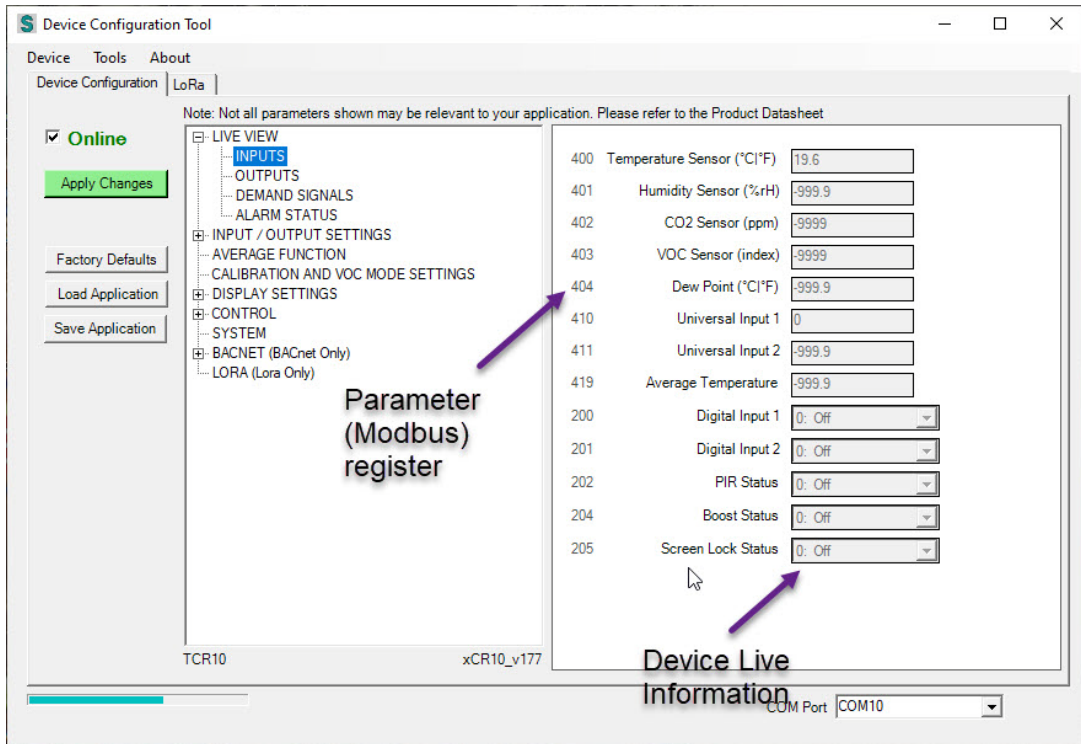 Device Configuration Tool
Device Tools About
Device Configuration LoRa
Note: Not all parameters shown may be relevant to your application. Please refer to the Product Datasheet
Online
Apply Changes
Factory Defaults
Load Application
Save Application
LIVE VIEW
INPUTS
OUTPUTS
DEMAND SIGNALS
ALARM STATUS
INPUT / OUTPUT SETTINGS
AVERAGE FUNCTION
CALIBRATION AND VOC MODE SETTINGS
DISPLAY SETTINGS
CONTROL
SYSTEM
BACNET (BACnet Only)
LORA (Lora Only)
Parameter
(Modbus)
register
400 Temperature Sensor (°C|°F) 19.6
401 Humidity Sensor (%rH) -999.9
402 CO2 Sensor (ppm) -9999
403 VOC Sensor (index) -9999
404 Dew Point (°C|°F) -999.9
410 Universal Input 1 0
411 Universal Input 2 -999.9
419 Average Temperature -999.9
200 Digital Input 1 0: Off
201 Digital Input 2 0: Off
202 PIR Status 0: Off
204 Boost Status 0: Off
205 Screen Lock Status 0: Off
Device Live
Information
TCR10 xCR10_v177
COM Port COM10